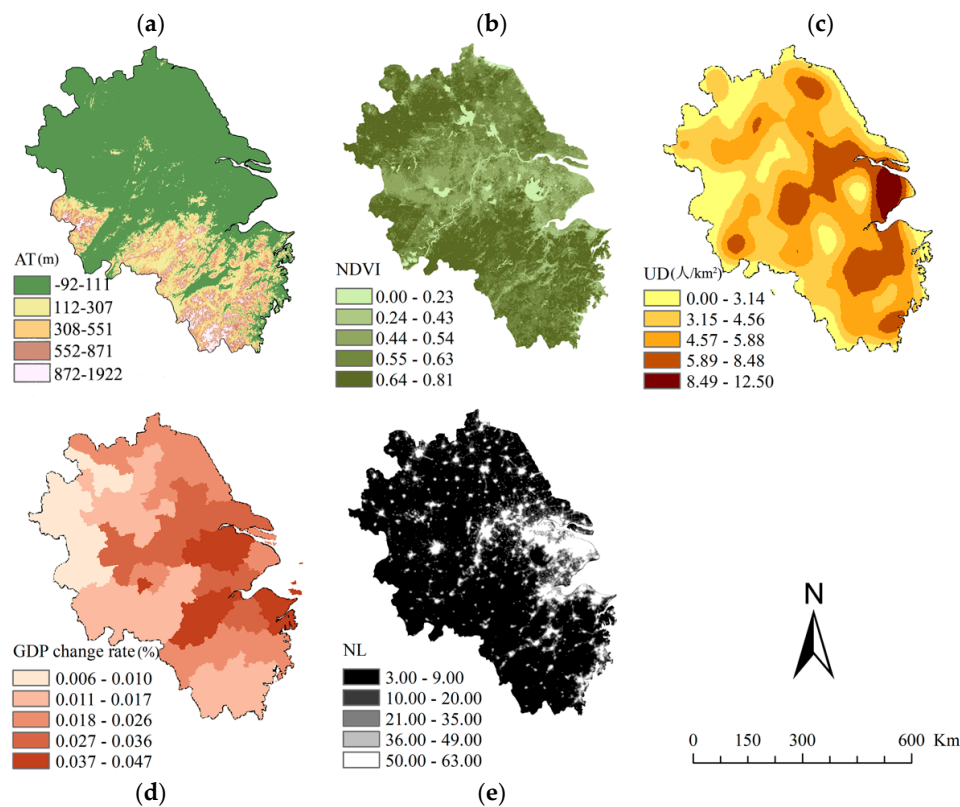 (a)
(b)
(c)
AT (m)
-92-111
112-307
308-551
552-871
872-1922
NDVI
0.00 - 0.23
0.24 - 0.43
0.44 - 0.54
0.55 - 0.63
0.64 - 0.81
UD(人/km²)
0.00 - 3.14
3.15 - 4.56
4.57 - 5.88
5.89 - 8.48
8.49 - 12.50
GDP change rate (%)
0.006 - 0.010
0.011 - 0.017
0.018 - 0.026
0.027 - 0.036
0.037 - 0.047
NL
3.00 - 9.00
10.00 - 20.00
21.00 - 35.00
36.00 - 49.00
50.00 - 63.00
N
0 150 300 600 Km
(d)
(e)